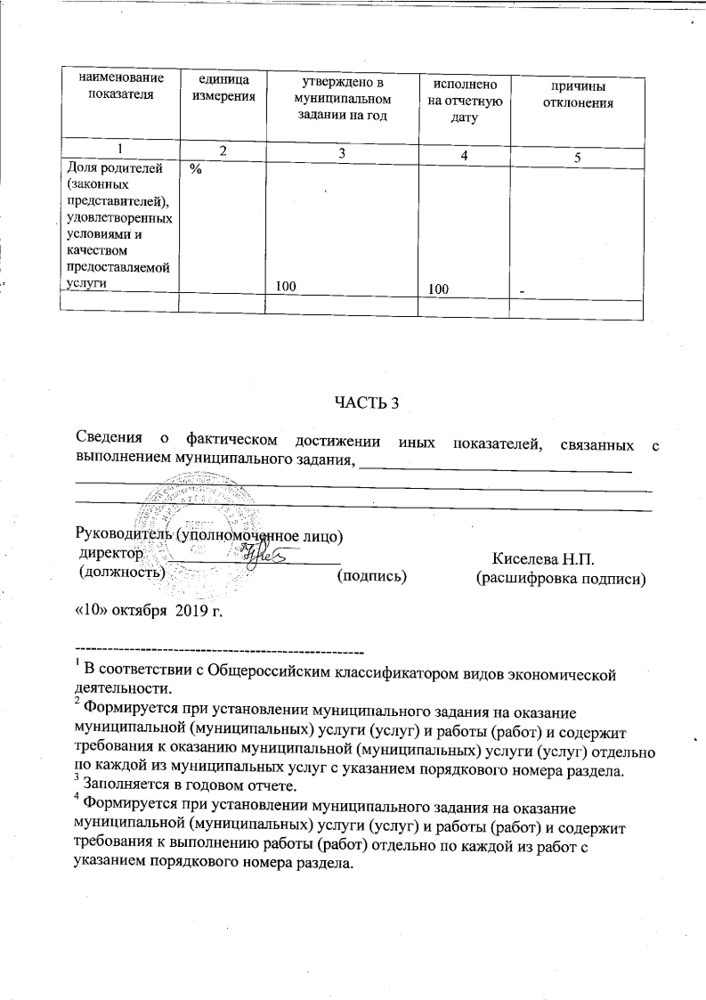 наименование показателя
единица измерения
утверждено в муниципальном задании на год
исполнено на отчетную дату
причины отклонения
1 2 3 4 5
Доля родителей
(законных
представителей),
удовлетворенных
условиями и
качеством
предоставляемой
услуги
%
100
100
-
ЧАСТЬ 3
Сведения о фактическом достижении иных показателей, связанных с
выполнением муниципального задания,
Руководитель (уполномоченное лицо)
директор Киселева Н.П.
(должность) (подпись) (расшифровка подписи)
«10» октября 2019 г.
1 В соответствии с Общероссийским классификатором видов экономической
деятельности.
2 Формируется при установлении муниципального задания на оказание
муниципальной (муниципальных) услуги (услуг) и работы (работ) и содержит
требования к оказанию муниципальной (муниципальных) услуги (услуг) отдельно
по каждой из муниципальных услуг с указанием порядкового номера раздела.
3 Заполняется в годовом отчете.
4 Формируется при установлении муниципального задания на оказание
муниципальной (муниципальных) услуги (услуг) и работы (работ) и содержит
требования к выполнению работы (работ) отдельно по каждой из работ с
указанием порядкового номера раздела.